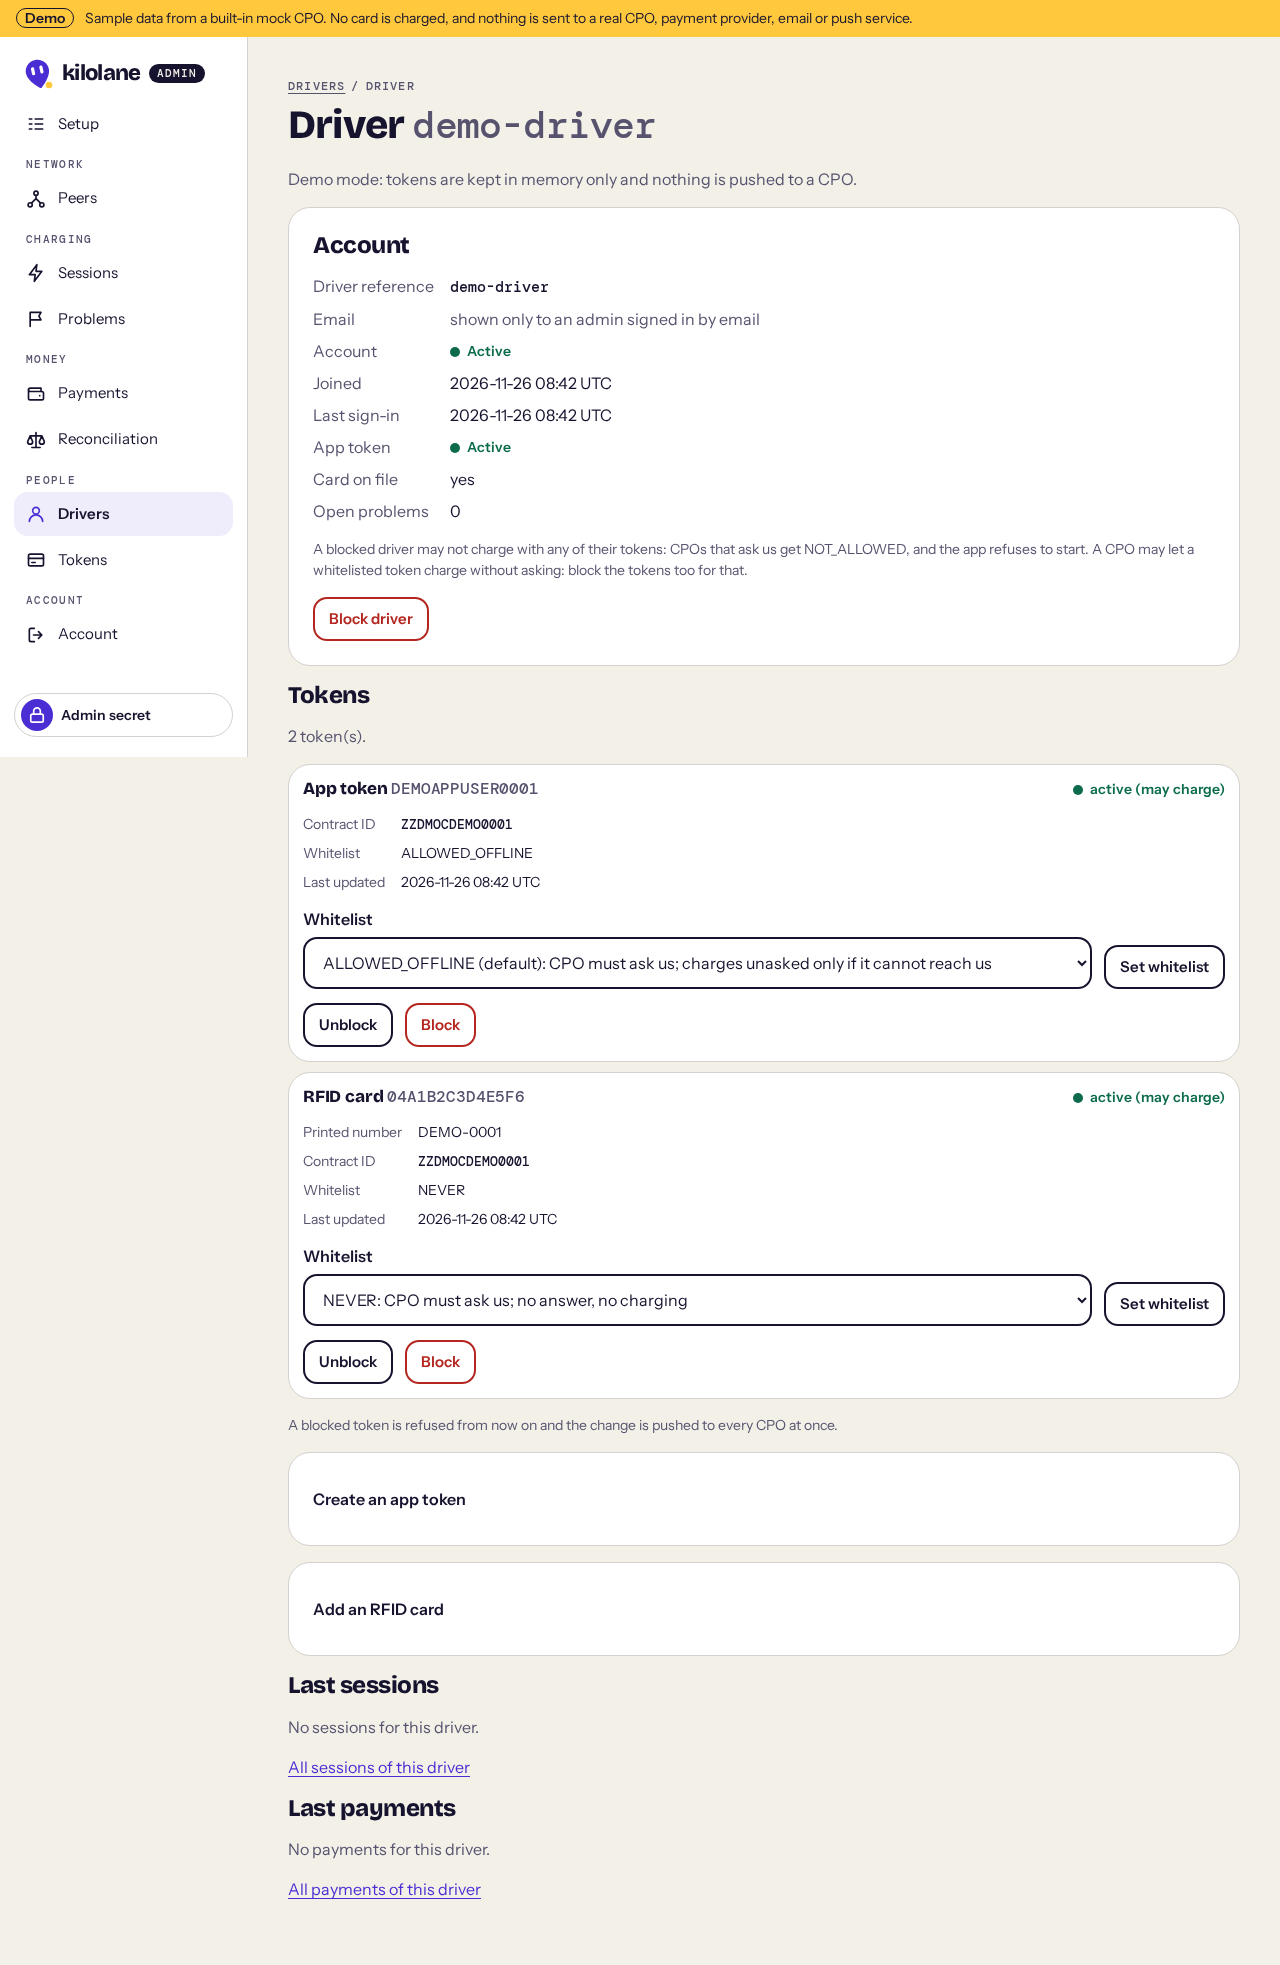 Demo Sample data from a built-in mock CPO. No card is charged, and nothing is sent to a real CPO, payment provider, email or push service.
kilolane ADMIN
Setup
NETWORK
Peers
CHARGING
Sessions
Problems
MONEY
Payments
Reconciliation
PEOPLE
Drivers
Tokens
ACCOUNT
Account
Admin secret
DRIVERS / DRIVER
Driver demo-driver
Demo mode: tokens are kept in memory only and nothing is pushed to a CPO.
Account
Driver reference demo-driver
Email shown only to an admin signed in by email
Account Active
Joined 2026-11-26 08:42 UTC
Last sign-in 2026-11-26 08:42 UTC
App token Active
Card on file yes
Open problems 0
A blocked driver may not charge with any of their tokens: CPOs that ask us get NOT_ALLOWED, and the app refuses to start. A CPO may let a
whitelisted token charge without asking: block the tokens too for that.
Block driver
Tokens
2 token(s).
App token DEMOAPPUSER0001 active (may charge)
Contract ID ZZDMOCDEMO0001
Whitelist ALLOWED_OFFLINE
Last updated 2026-11-26 08:42 UTC
Whitelist
ALLOWED_OFFLINE (default): CPO must ask us; charges unasked only if it cannot reach us Set whitelist
Unblock Block
RFID card 04A1B2C3D4E5F6 active (may charge)
Printed number DEMO-0001
Contract ID ZZDMOCDEMO0001
Whitelist NEVER
Last updated 2026-11-26 08:42 UTC
Whitelist
NEVER: CPO must ask us; no answer, no charging Set whitelist
Unblock Block
A blocked token is refused from now on and the change is pushed to every CPO at once.
Create an app token
Add an RFID card
Last sessions
No sessions for this driver.
All sessions of this driver
Last payments
No payments for this driver.
All payments of this driver